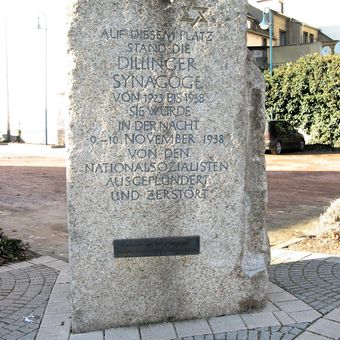 AUF DIESEM PLATZ
STAND DIE
DILLINGER
SYNAGOGE
VON 1923 BIS 1938
SIE WURDE
IN DER NACHT
9.–10. NOVEMBER 1938
VON DEN
NATIONALSOZIALISTEN
AUSGEPLÜNDERT
UND ZERSTÖRT